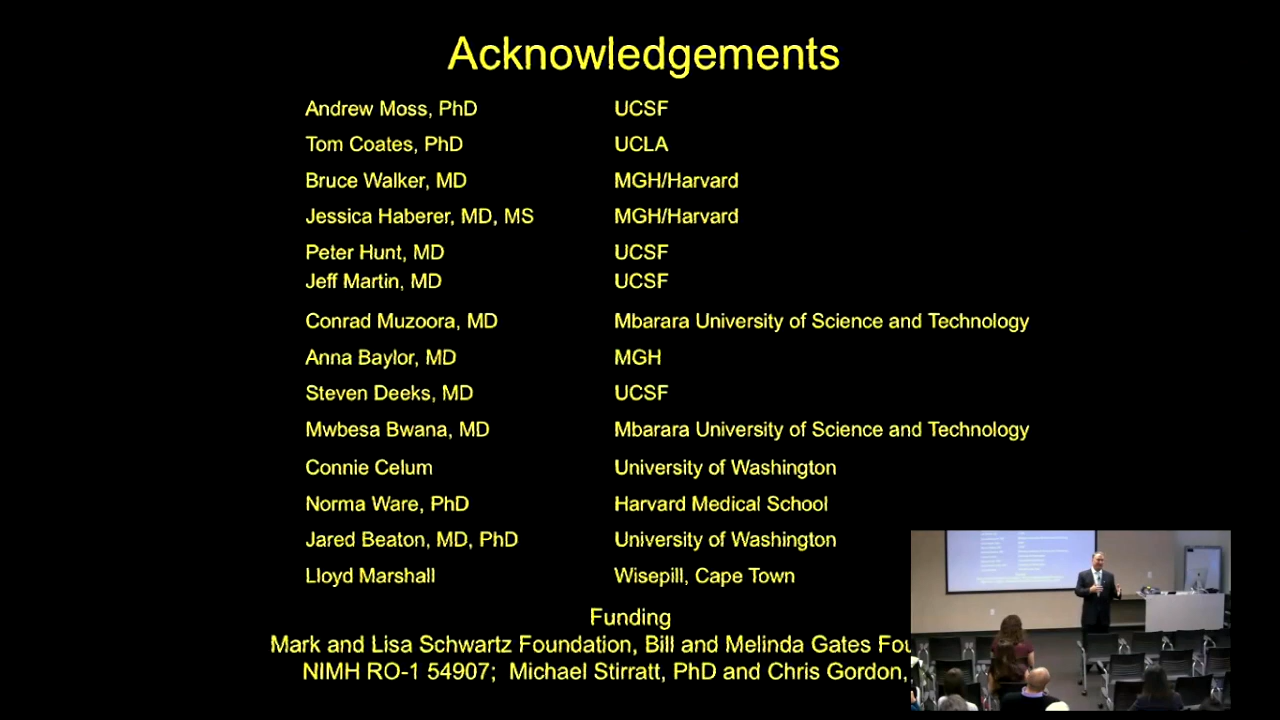 Acknowledgements
Andrew Moss, PhD UCSF
Tom Coates, PhD UCLA
Bruce Walker, MD MGH/Harvard
Jessica Haberer, MD, MS MGH/Harvard
Peter Hunt, MD UCSF
Jeff Martin, MD UCSF
Conrad Muzoora, MD Mbarara University of Science and Technology
Anna Baylor, MD MGH
Steven Deeks, MD UCSF
Mwbesa Bwana, MD Mbarara University of Science and Technology
Connie Celum University of Washington
Norma Ware, PhD Harvard Medical School
Jared Beaton, MD, PhD University of Washington
Lloyd Marshall Wisepill, Cape Town
Funding
Mark and Lisa Schwartz Foundation, Bill and Melinda Gates
NIMH RO-1 54907; Michael Stirratt, PhD and Chris Gordon,